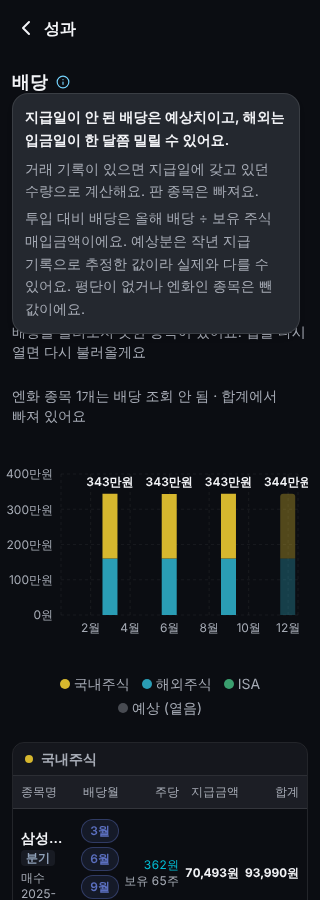 성과
배당
지급일이 안 된 배당은 예상치이고, 해외는
입금일이 한 달쯤 밀릴 수 있어요.
거래 기록이 있으면 지급일에 갖고 있던
수량으로 계산해요. 판 종목은 빠져요.
투입 대비 배당은 올해 배당 ÷ 보유 주식
매입금액이에요. 예상분은 작년 지급
기록으로 추정한 값이라 실제와 다를 수
있어요. 평단이 없거나 엔화인 종목은 뺀
값이에요.
열면 다시 불러올게요
엔화 종목 1개는 배당 조회 안 됨 · 합계에서
빠져 있어요
400만원
343만원 343만원 343만원 344만원
300만원
200만원
100만원
0원
2월 4월 6월 8월 10월 12월
국내주식 해외주식 ISA
예상 (옅음)
국내주식
종목명 배당월 주당 지급금액 합계
삼성...
분기
매수
2025-
3월
6월
9월
362원
보유 65주
70,493원
93,990원